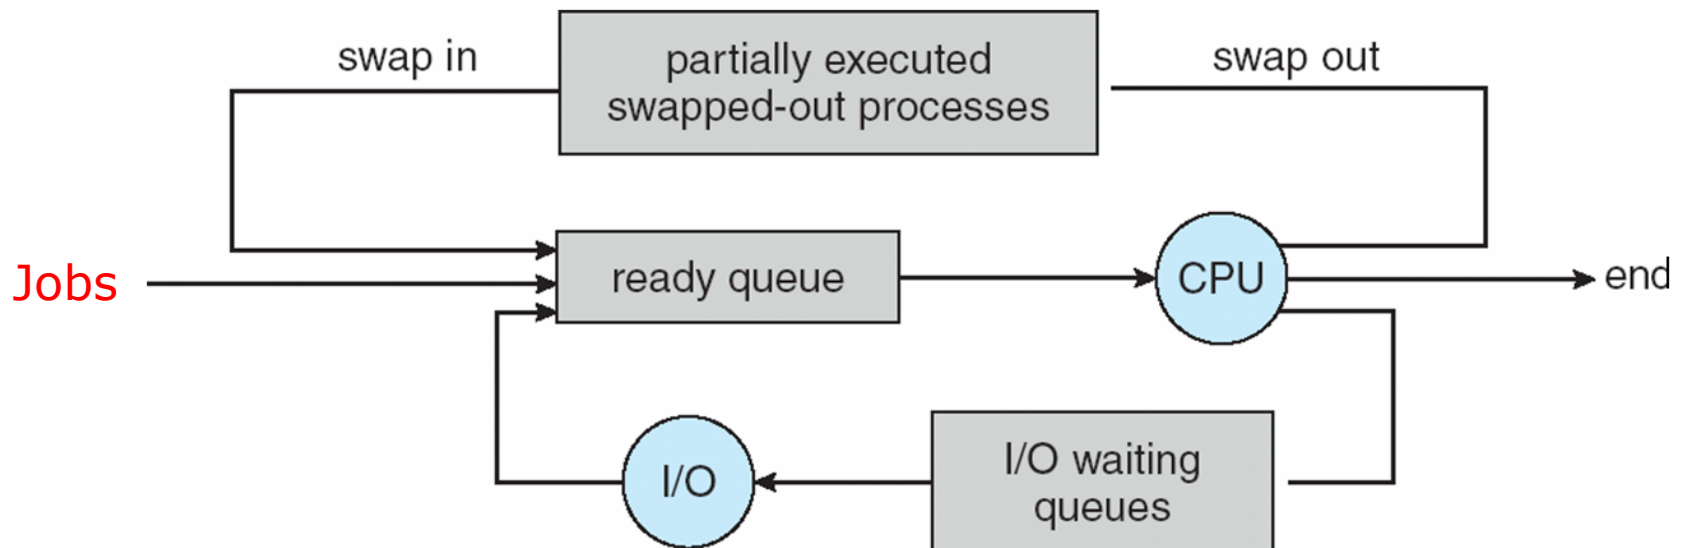 swap in
partially executed
swapped-out processes
swap out
Jobs
ready queue
CPU
end
I/O
I/O waiting
queues